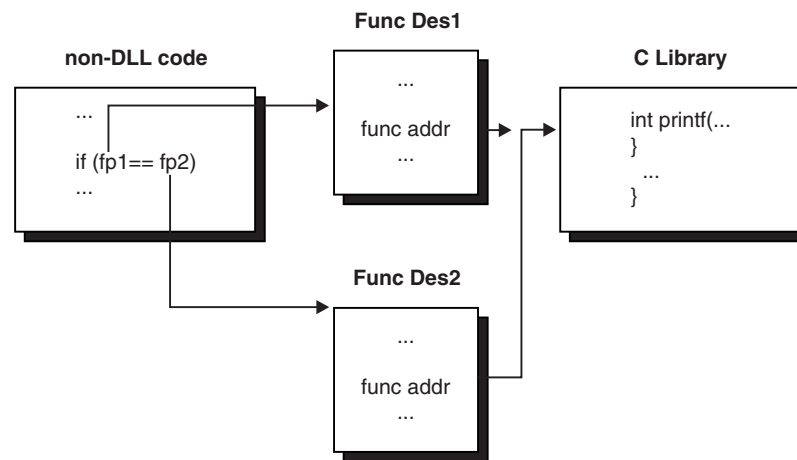 non-DLL code
...
if (fp1== fp2)
...
Func Des1
...
func addr
...
Func Des2
...
func addr
...
C Library
int printf(...
}
...
}